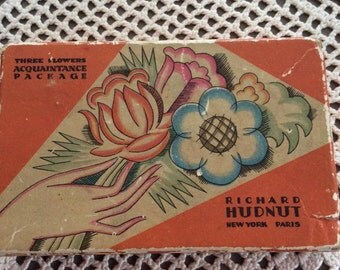 THREE FLOWERS
ACQUAINTANCE
PACKAGE
RICHARD
HUDNUT
NEW YORK PARIS